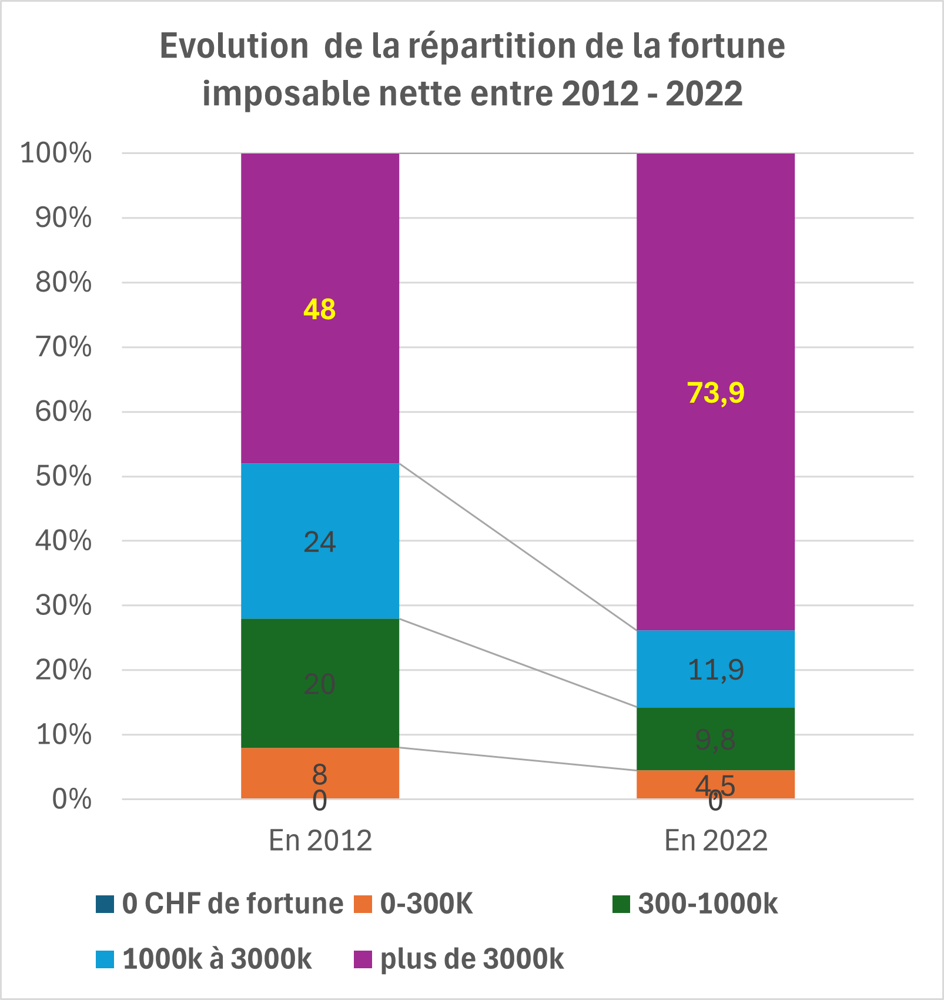 Evolution  de la répartition de la fortune
imposable nette entre 2012 - 2022
100%
90%
80%
70%
60%
50%
40%
30%
20%
10%
0%
48
24
20
8
0
73,9
11,9
9,8
4,5
0
En 2012
En 2022
0 CHF de fortune
0-300K
300-1000k
1000k à 3000k
plus de 3000k